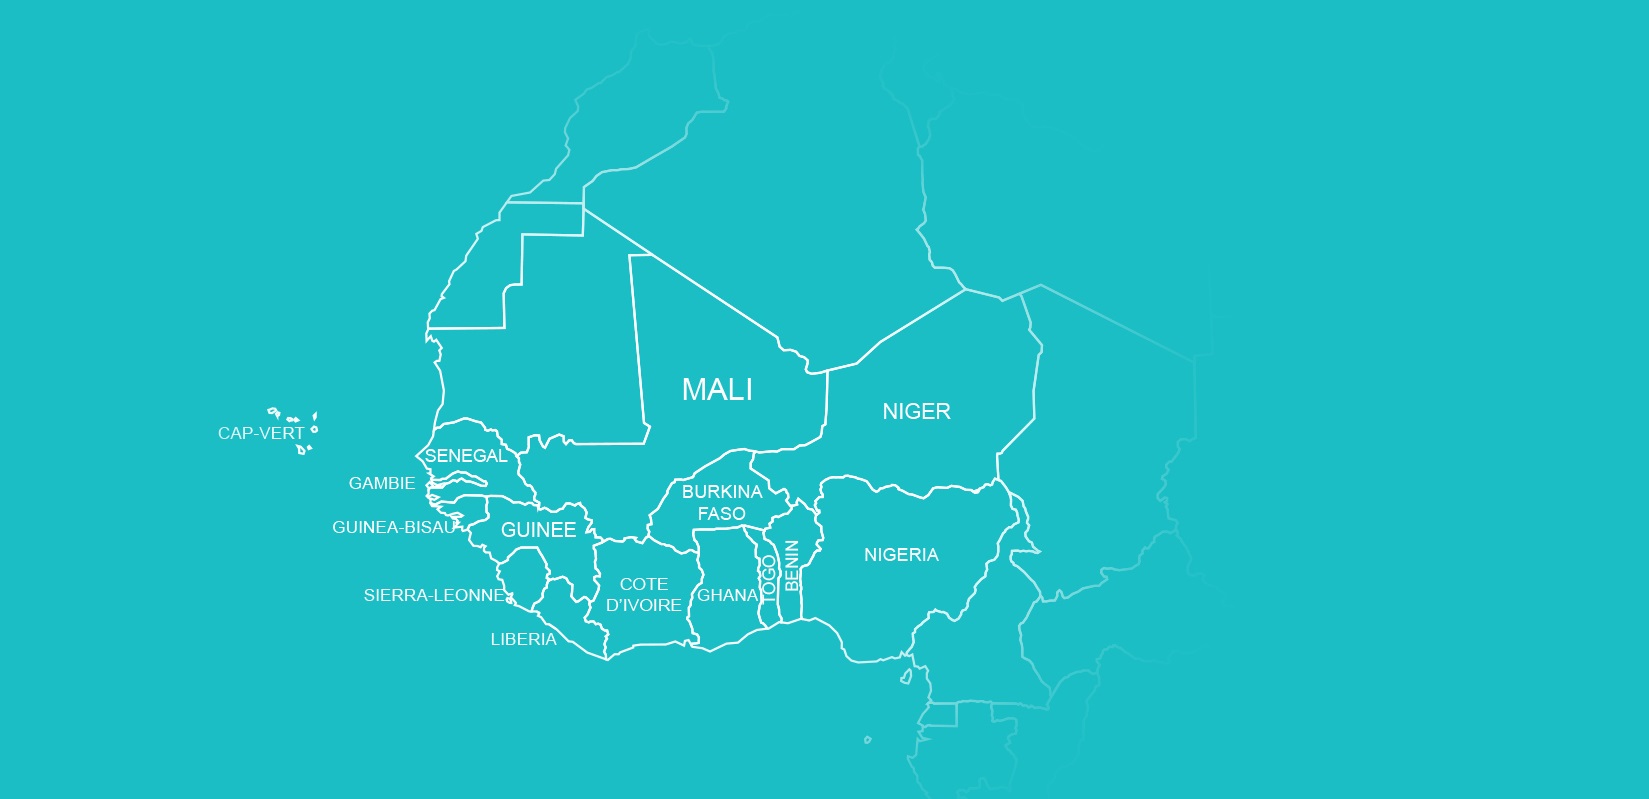 MALI
NIGER
CAP-VERT
SENEGAL
GAMBIE
BURKINA
FASO
GUINEA-BISAU
GUINEE
NIGERIA
TOGO
BENIN
COTE
D'IVOIRE
SIERRA-LEONNE
GHANA
LIBERIA